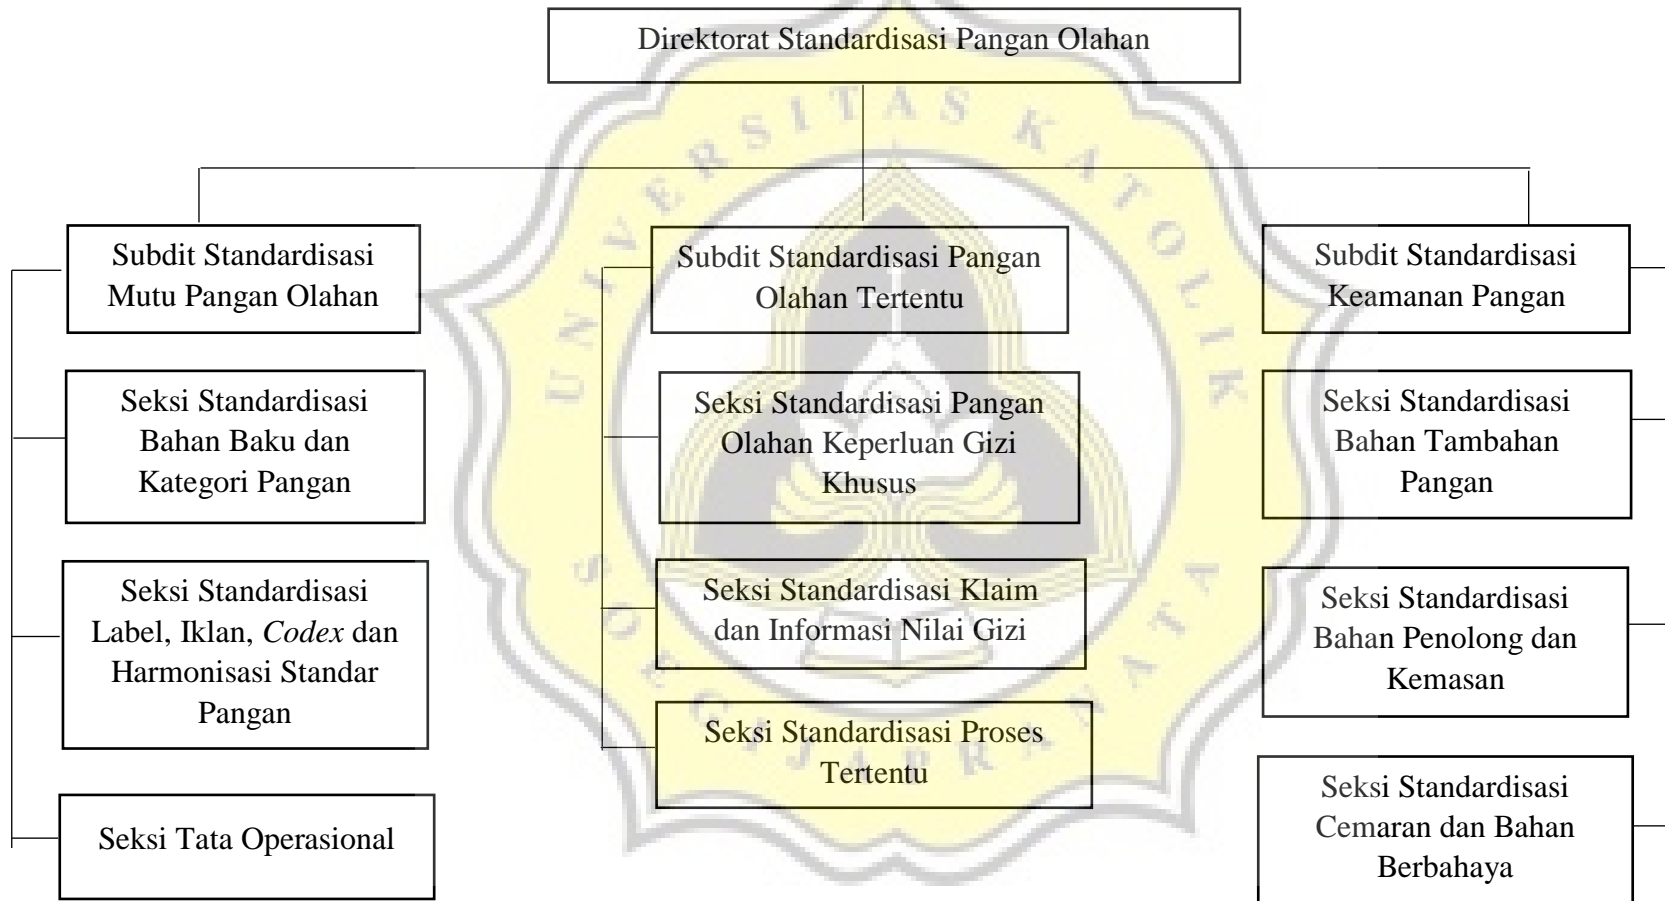 Direktorat Standardisasi Pangan Olahan
Subdit Standardisasi
Mutu Pangan Olahan
Seksi Standardisasi
Bahan Baku dan
Kategori Pangan
Seksi Standardisasi
Label, Iklan, Codex dan
Harmonisasi Standar
Pangan
Seksi Tata Operasional
Subdit Standardisasi Pangan
Olahan Tertentu
Seksi Standardisasi Pangan
Olahan Keperluan Gizi
Khusus
Seksi Standardisasi Klaim
dan Informasi Nilai Gizi
Seksi Standardisasi Proses
Tertentu
Subdit Standardisasi
Keamanan Pangan
Seksi Standardisasi
Bahan Tambahan
Pangan
Seksi Standardisasi
Bahan Penolong dan
Kemasan
Seksi Standardisasi
Cemaran dan Bahan
Berbahaya
UNIVERSITAS KATOLIK
SOEGIJAPRANATA